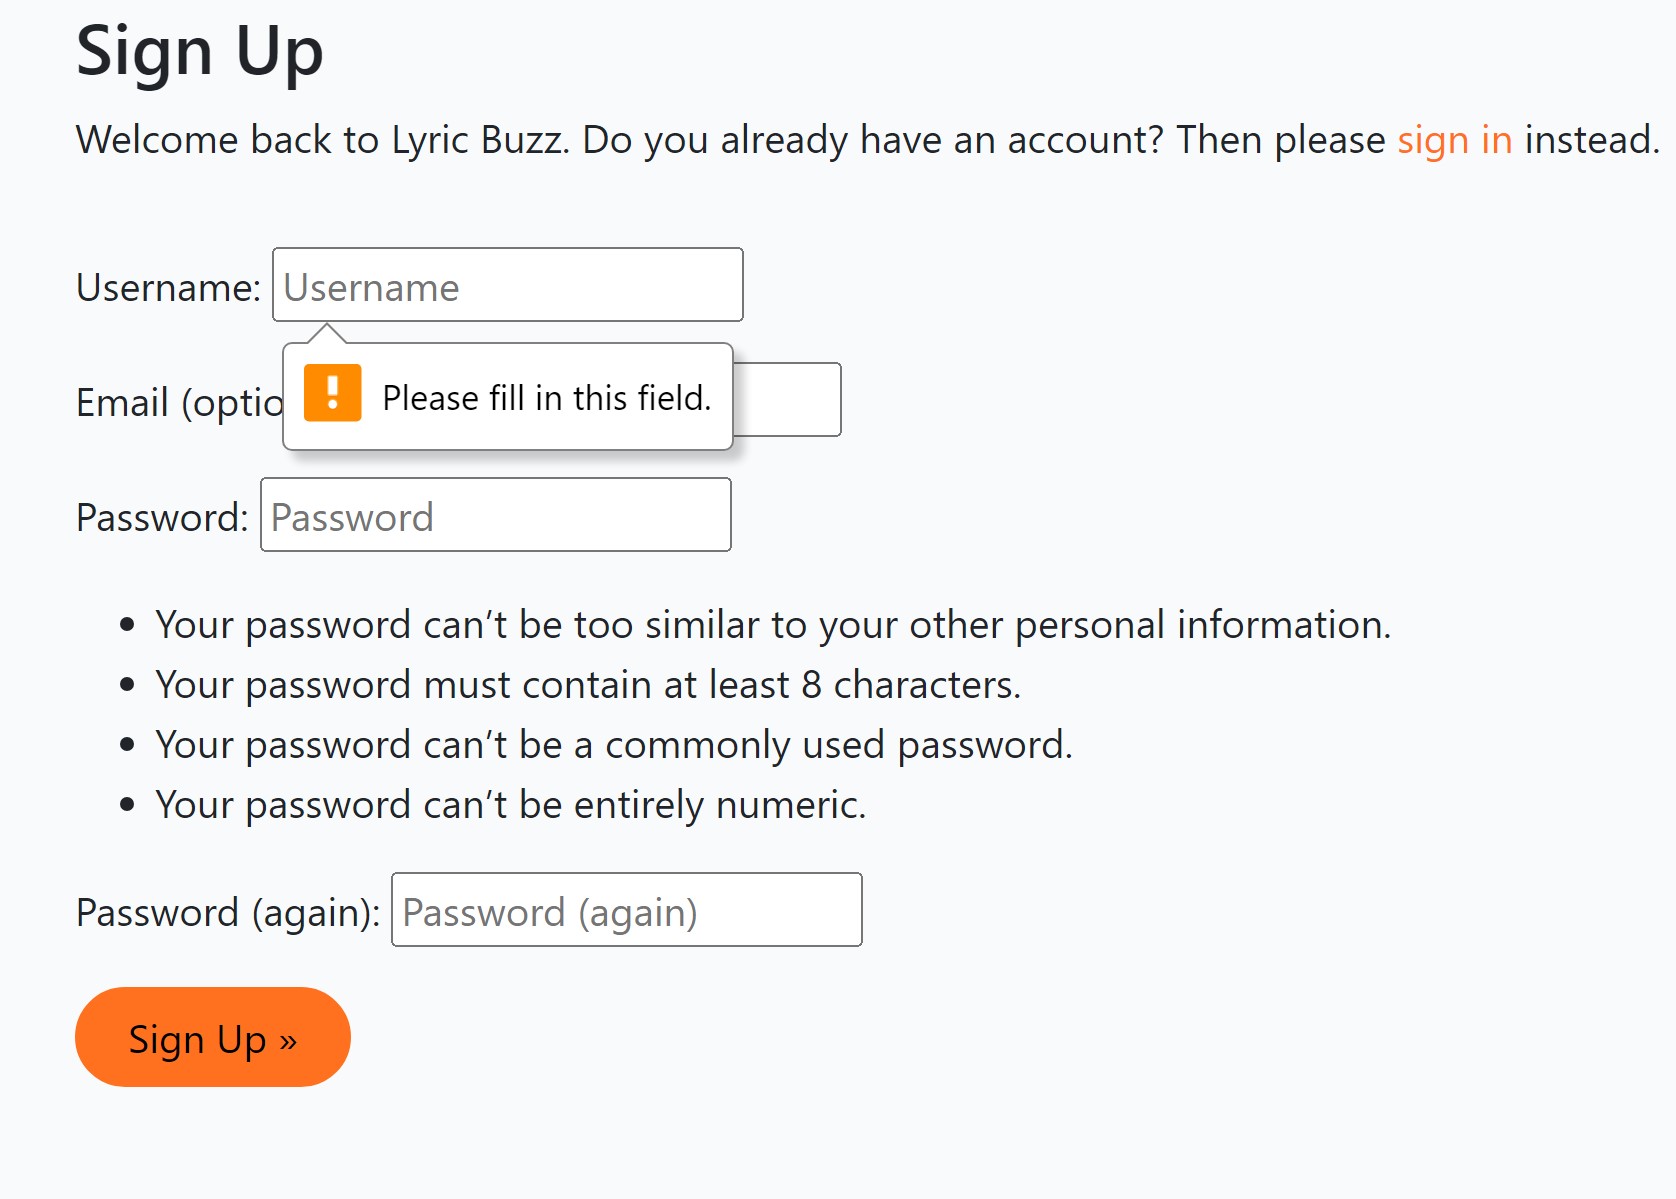 Sign Up
Welcome back to Lyric Buzz. Do you already have an account? Then please sign in instead.
Username: Username
Email
Please fill in this field.
Password: Password
• Your password can’t be too similar to your other personal information.
• Your password must contain at least 8 characters.
• Your password can’t be a commonly used password.
• Your password can’t be entirely numeric.
Password (again): Password (again)
Sign Up »